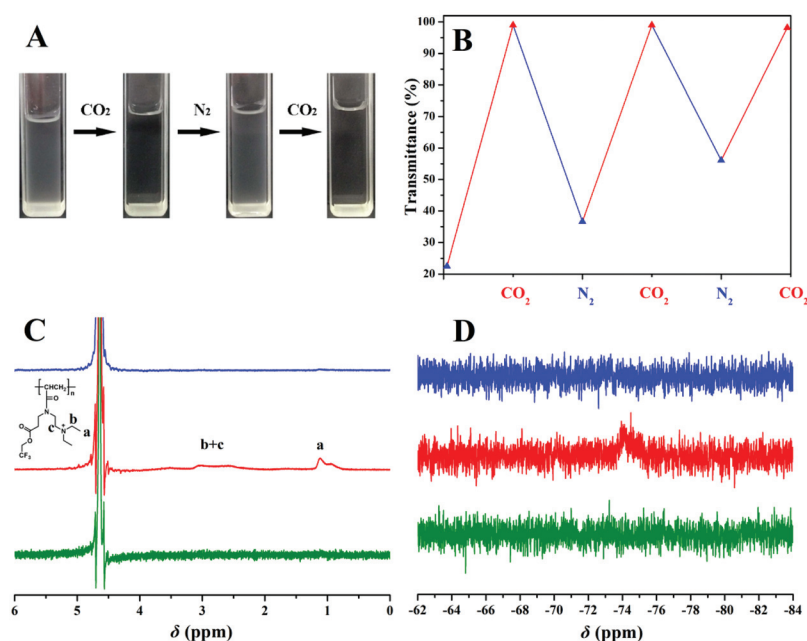 A
CO₂
N₂
CO₂
B
Transmittance (%)
100
90
80
70
60
50
40
30
20
CO₂
N₂
CO₂
N₂
CO₂
C
[CHCH₂]n
O
N
c
b
N⁺
a
O
O
CF₃
b+c
a
6
5
4
3
2
1
0
δ (ppm)
D
-62 -64 -66 -68 -70 -72 -74 -76 -78 -80 -82 -84
δ (ppm)